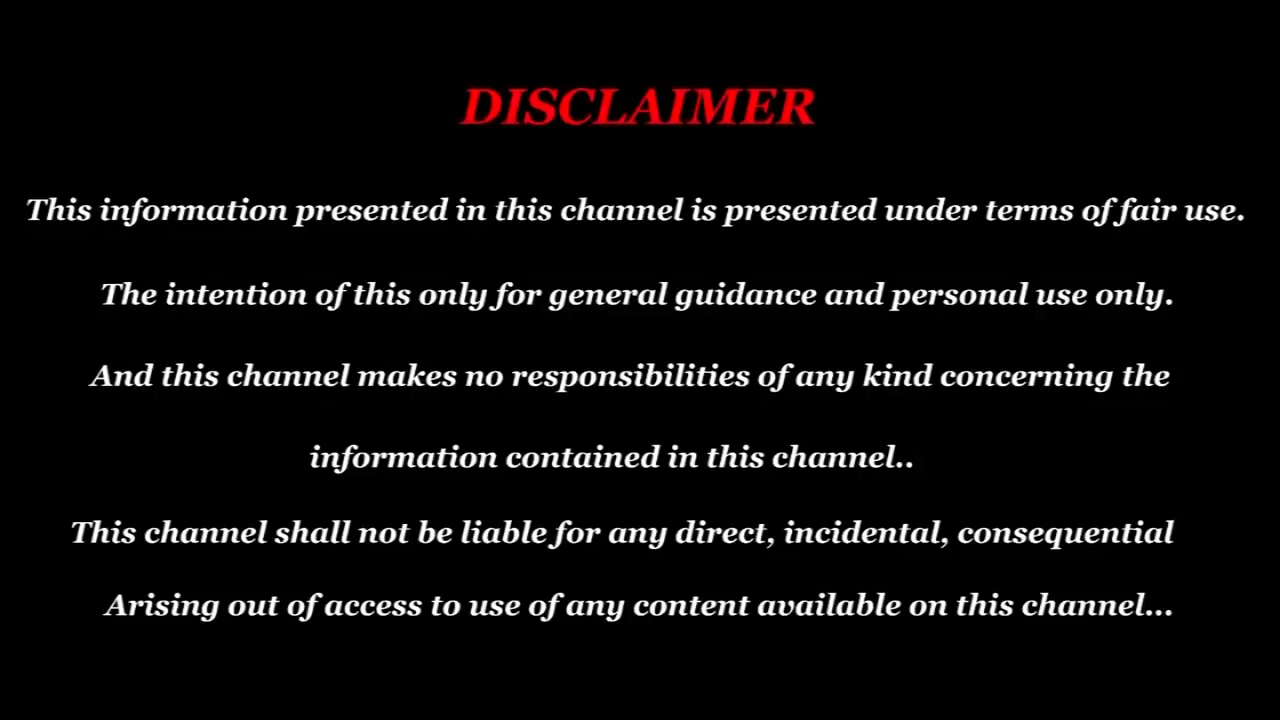 DISCLAIMER
This information presented in this channel is presented under terms of fair use.
The intention of this only for general guidance and personal use only.
And this channel makes no responsibilities of any kind concerning the
information contained in this channel..
This channel shall not be liable for any direct, incidental, consequential
Arising out of access to use of any content available on this channel...